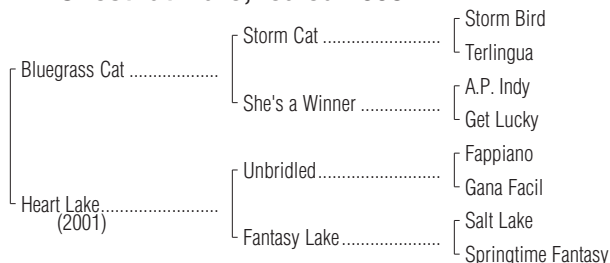 Storm Bird
Storm Cat ........................
Terlingua
Bluegrass Cat ........................
A.P. Indy
She's a Winner .....................
Get Lucky
Fappiano
Unbridled................................
Gana Facil
Heart Lake................................
(2001)
Salt Lake
Fantasy Lake.........................
Springtime Fantasy